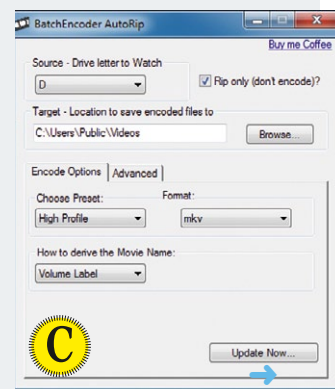 BatchEncoder AutoRip
Buy me Coffee
Source - Drive letter to Watch
D
Rip only (don't encode)?
Target - Location to save encoded files to
C:\Users\Public\Videos
Browse...
Encode Options
Advanced
Choose Preset:
Format:
High Profile
mkv
How to derive the Movie Name:
Volume Label
C
Update Now...